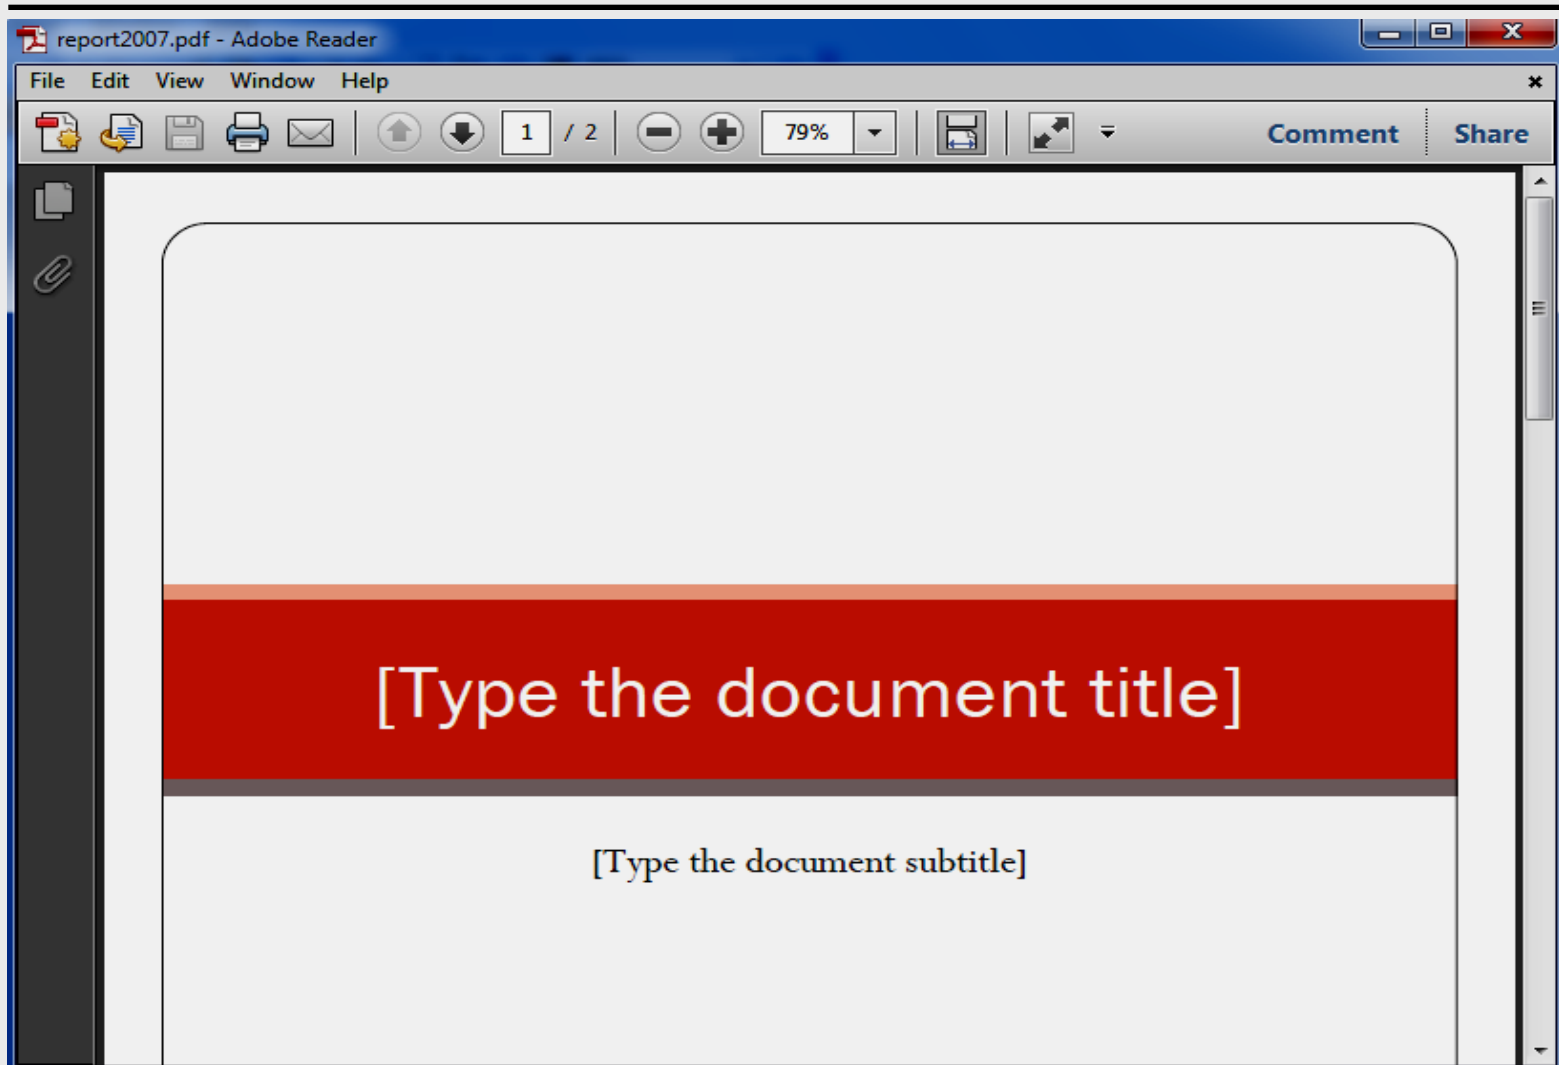 report2007.pdf - Adobe Reader
File Edit View Window Help
1 / 2 79% Comment Share
[Type the document title]
[Type the document subtitle]